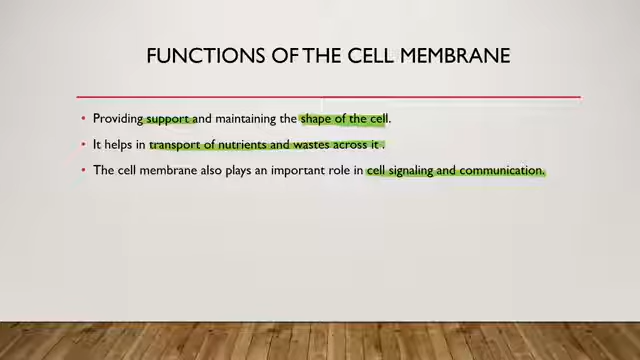 FUNCTIONS OF THE CELL MEMBRANE
• Providing support and maintaining the shape of the cell.
• It helps in transport of nutrients and wastes across it .
• The cell membrane also plays an important role in cell signaling and communication.